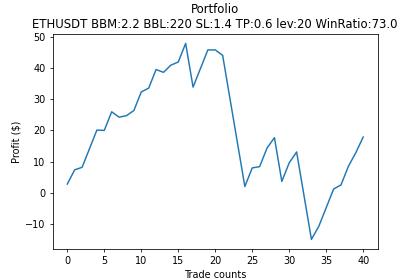 Portfolio
ETHUSDT BBM:2.2 BBL:220 SL:1.4 TP:0.6 lev:20 WinRatio:73.0
50
40
30
20
10
0
−10
Profit ($)
0 5 10 15 20 25 30 35 40
Trade counts